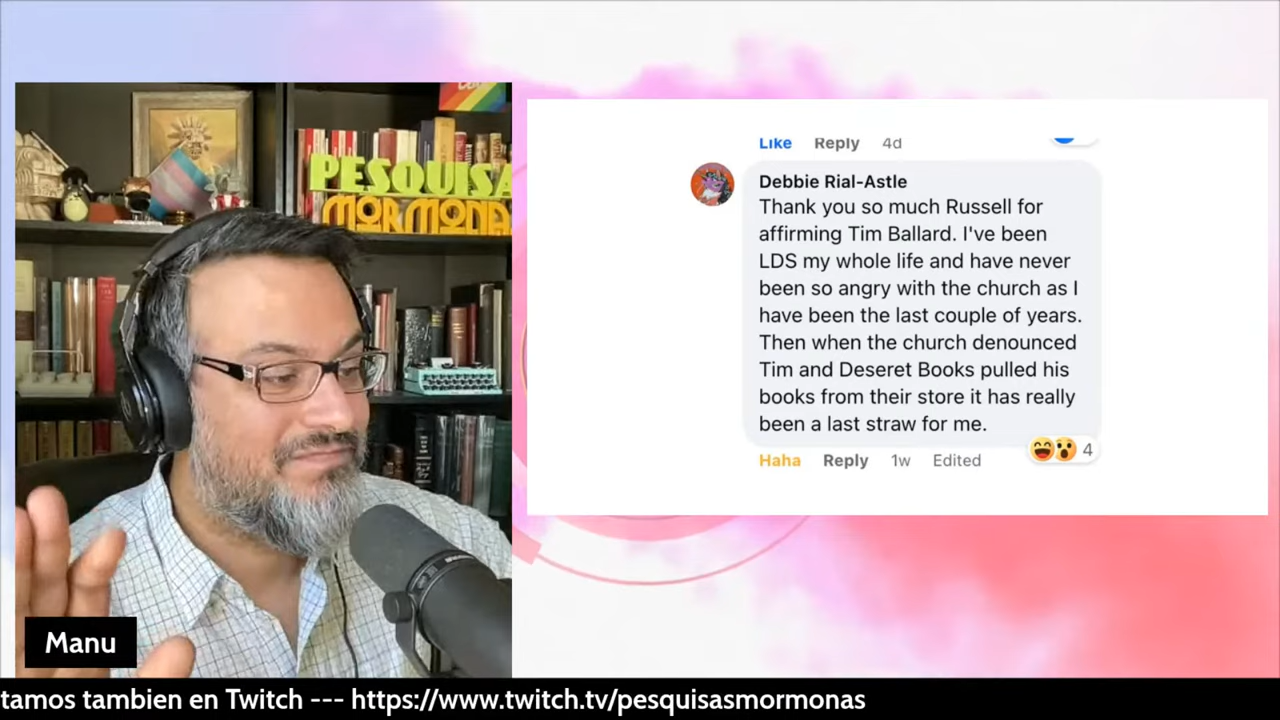 PESQUISA
MORMONA
Manu
Like Reply 4d
Debbie Rial-Astle
Thank you so much Russell for
affirming Tim Ballard. I've been
LDS my whole life and have never
been so angry with the church as I
have been the last couple of years.
Then when the church denounced
Tim and Deseret Books pulled his
books from their store it has really
been a last straw for me.
Haha Reply 1w Edited 4
tamos tambien en Twitch --- https://www.twitch.tv/pesquisasmormonas